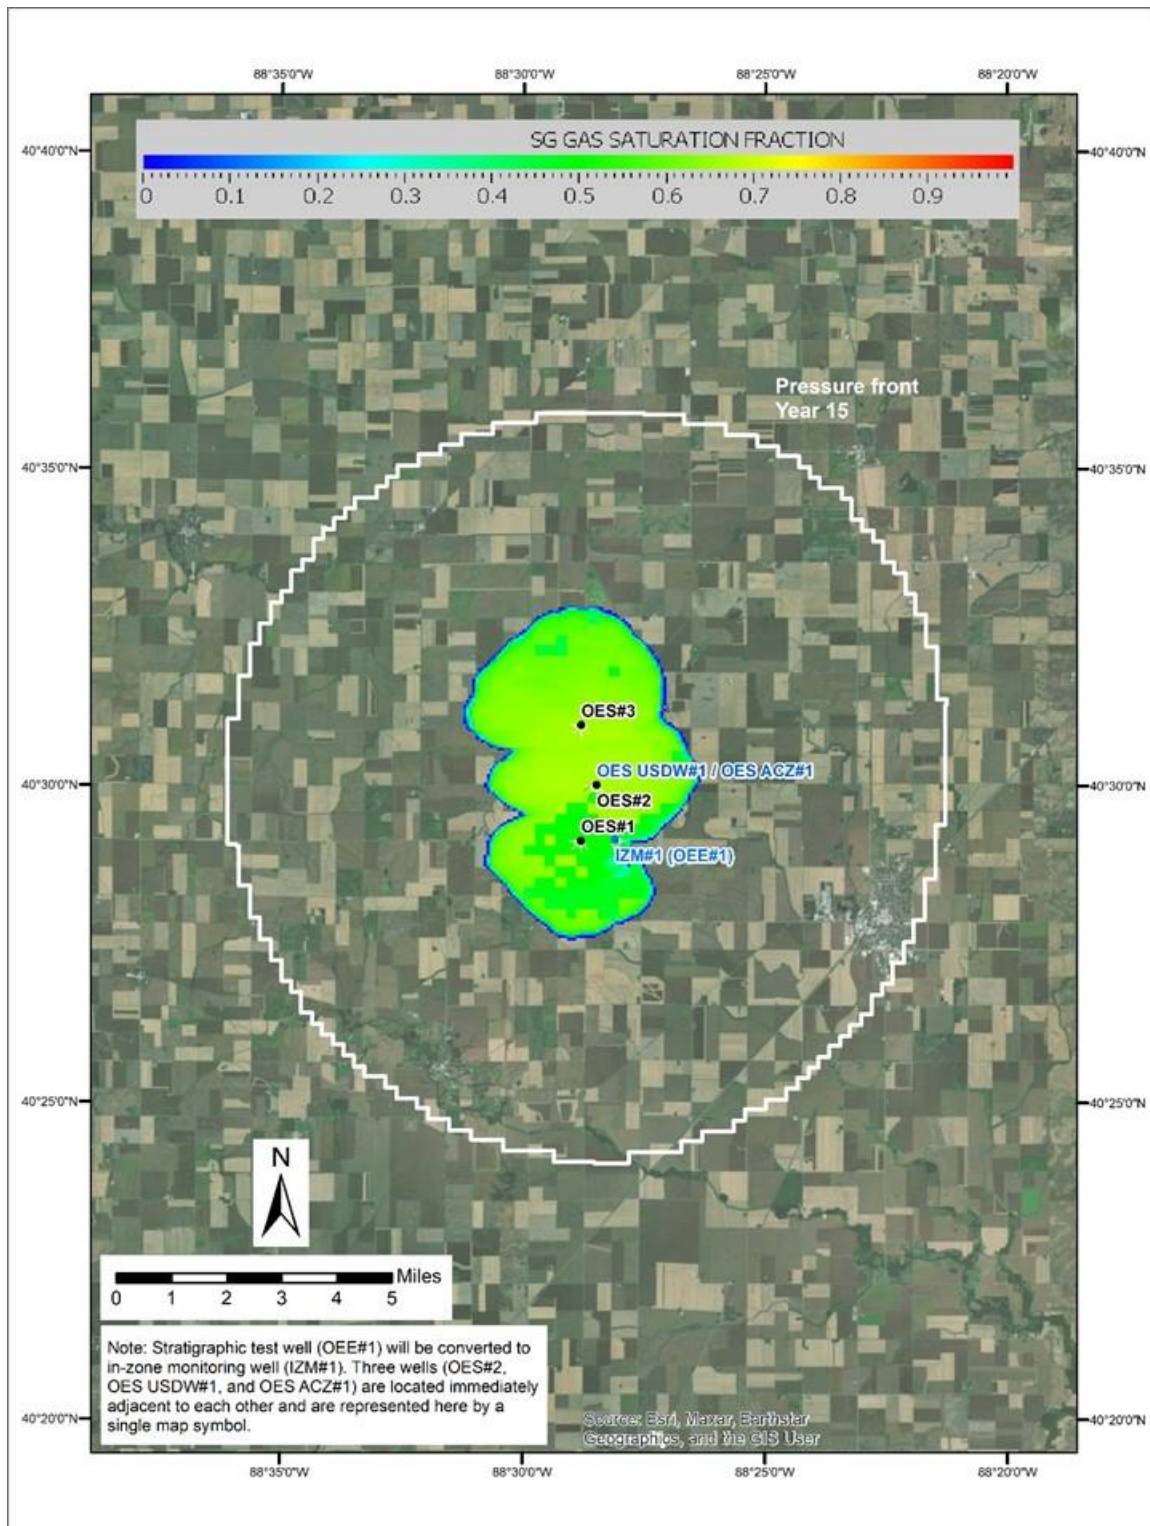 88°35'0"W 88°30'0"W 88°25'0"W 88°20'0"W
SG GAS SATURATION FRACTION
0 0.1 0.2 0.3 0.4 0.5 0.6 0.7 0.8 0.9
40°40'0"N 40°40'0"N
Pressure front
Year 15
40°35'0"N 40°35'0"N
OES#3
OES USDW#1 / OES ACZ#1
40°30'0"N 40°30'0"N
OES#2
OES#1
IZM#1 (OEE#1)
40°25'0"N 40°25'0"N
N
Miles
0 1 2 3 4 5
Note: Stratigraphic test well (OEE#1) will be converted to
in-zone monitoring well (IZM#1). Three wells (OES#2,
OES USDW#1, and OES ACZ#1) are located immediately
adjacent to each other and are represented here by a
single map symbol.
40°20'0"N 40°20'0"N
Source: Esri, Maxar, Earthstar
Geographics, and the GIS User
88°35'0"W 88°30'0"W 88°25'0"W 88°20'0"W